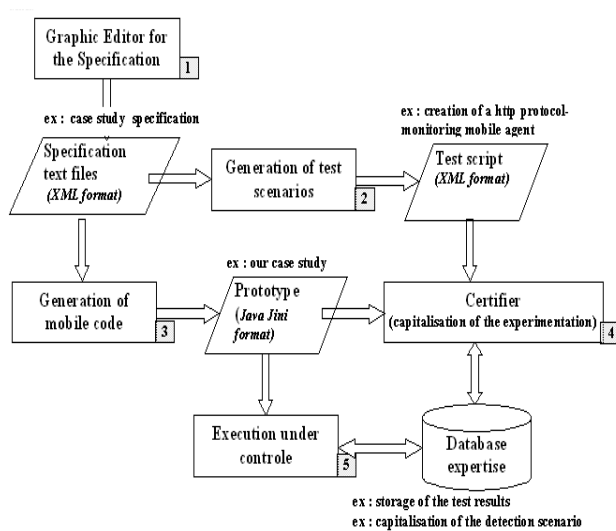 Graphic Editor for
the Specification
1
ex : case study specification
ex : creation of a http protocol-
monitoring mobile agent
Specification
text files
(XML format)
Generation of test
scenarios
2
Test script
(XML format)
ex : our case study
Generation of
mobile code
3
Prototype
(Java Jini
format)
Certifier
(capitalisation of the experimentation)
4
Execution under
controle
5
Database
expertise
ex : storage of the test results
ex : capitalisation of the detection scenario